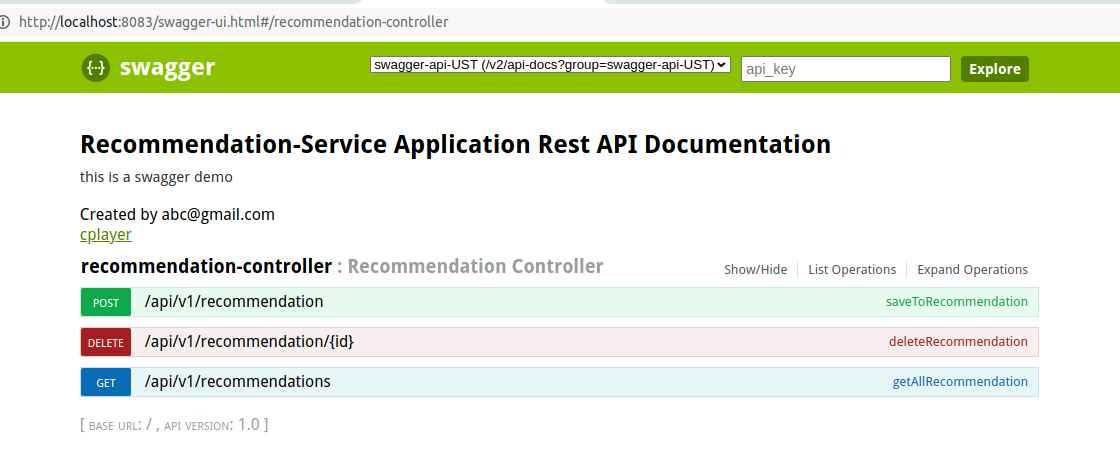 http://localhost:8083/swagger-ui.html#/recommendation-controller
{···} swagger swagger-api-UST (/v2/api-docs?group=swagger-api-UST) api_key Explore
Recommendation-Service Application Rest API Documentation
this is a swagger demo
Created by abc@gmail.com
cplayer
recommendation-controller : Recommendation Controller Show/Hide List Operations Expand Operations
POST /api/v1/recommendation saveToRecommendation
DELETE /api/v1/recommendation/{id} deleteRecommendation
GET /api/v1/recommendations getAllRecommendation
[ BASE URL: / , API VERSION: 1.0 ]